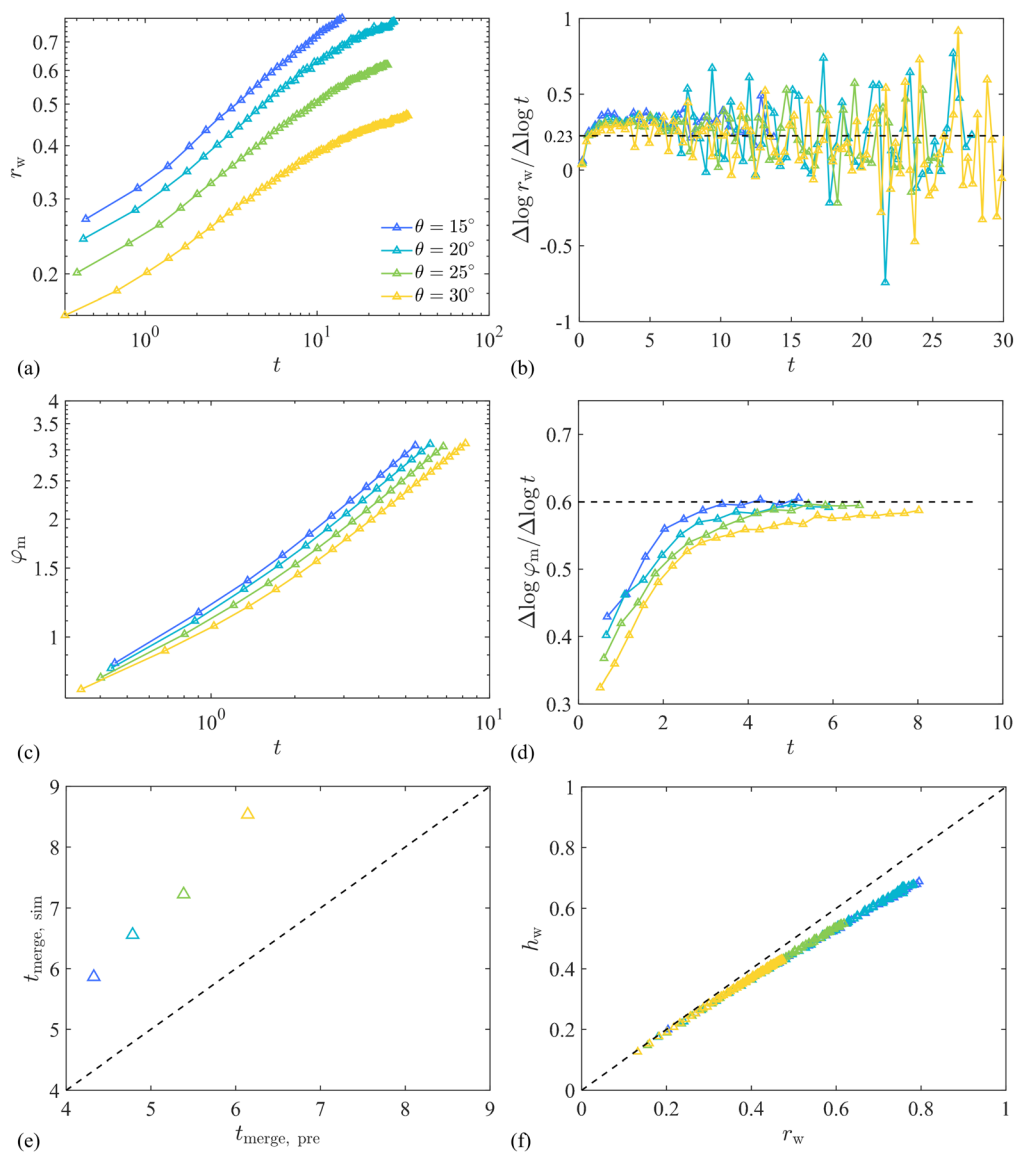 0.7
0.6
0.5
0.4
0.3
0.2
r_w
10^0
10^1
10^2
t
θ = 15°
θ = 20°
θ = 25°
θ = 30°
(a)
1
0.5
0.23
0
-0.5
-1
Δlog r_w/Δlog t
0 5 10 15 20 25 30
t
(b)
4
3.5
3
2.5
2
1.5
1
φ_m
10^0
10^1
t
(c)
0.7
0.6
0.5
0.4
0.3
Δlog φ_m/Δlog t
0 2 4 6 8 10
t
(d)
9
8
7
6
5
4
t_merge, sim
4 5 6 7 8 9
t_merge, pre
(e)
1
0.8
0.6
0.4
0.2
0
h_w
0 0.2 0.4 0.6 0.8 1
r_w
(f)